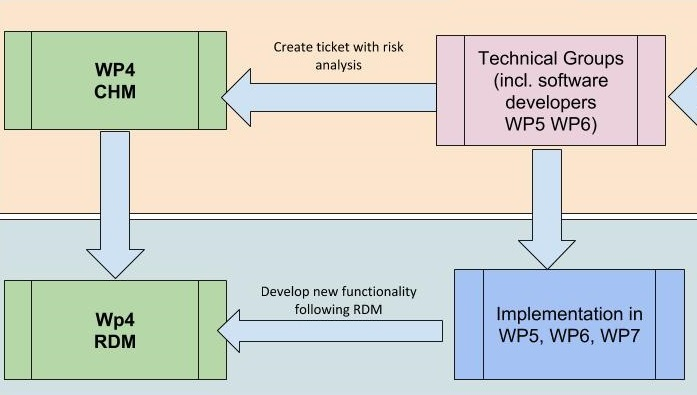 Create ticket with risk
analysis
WP4
CHM
Technical Groups
(incl. software
developers
WP5 WP6)
Develop new functionality
following RDM
Wp4
RDM
Implementation in
WP5, WP6, WP7